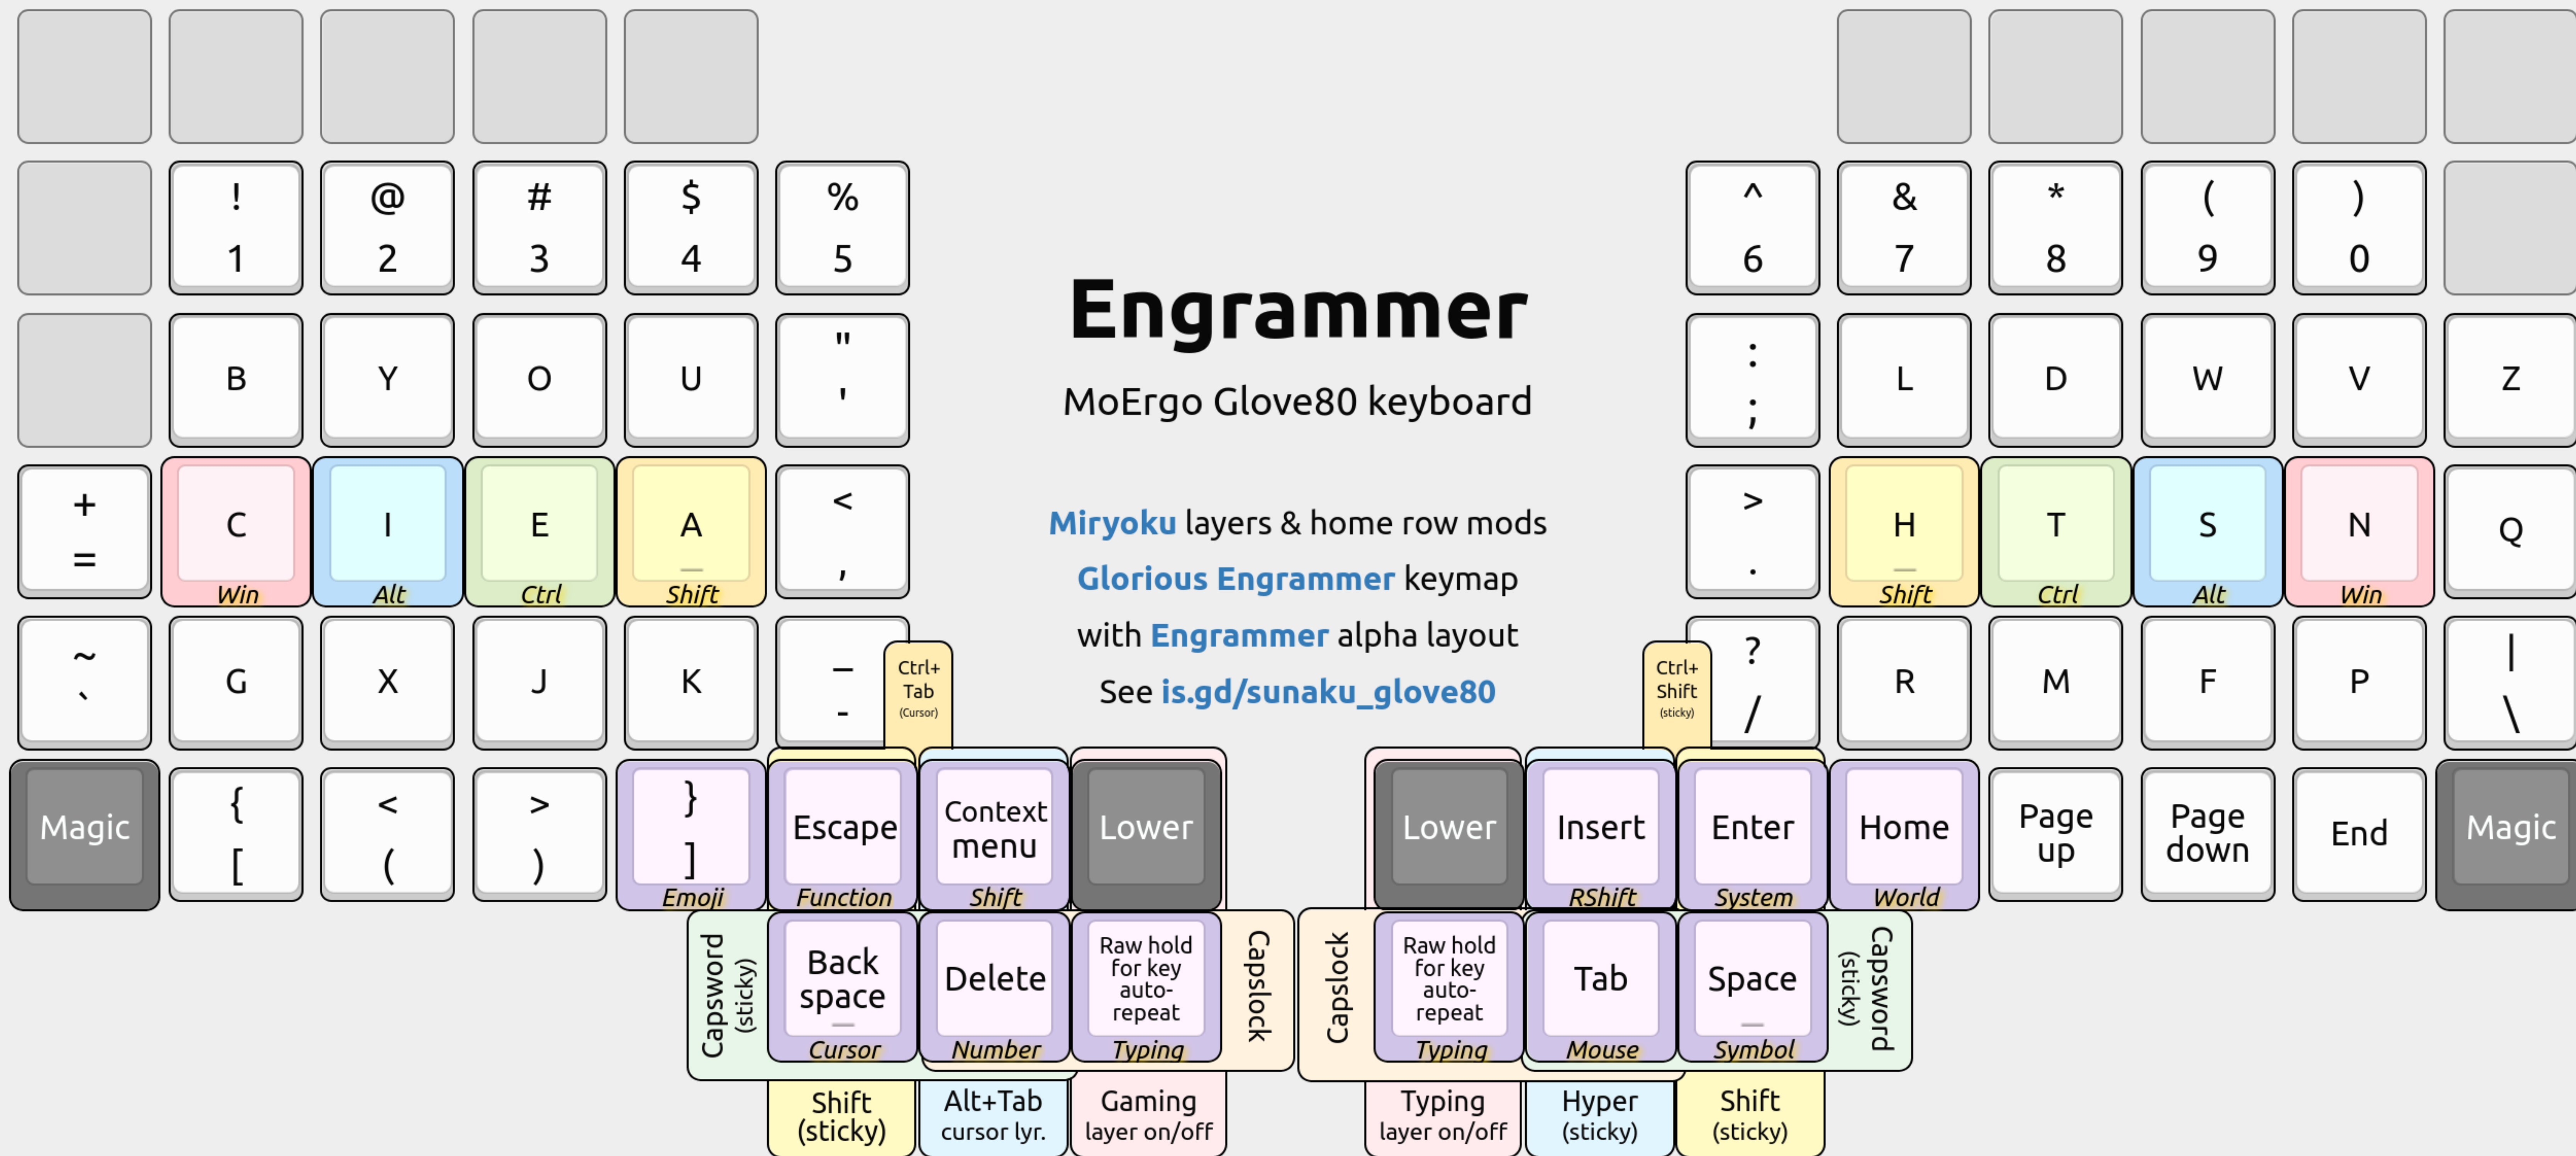 ! @ # $ % ^ & * ( )
1 2 3 4 5 6 7 8 9 0
Engrammer
MoErgo Glove80 keyboard
Miryoku layers & home row mods
Glorious Engrammer keymap
with Engrammer alpha layout
See is.gd/sunaku_glove80
" :
B Y O U ' ; L D W V Z
+ < >
= C I E A , . H T S N Q
_ _
Win Alt Ctrl Shift Shift Ctrl Alt Win
~ _ ? |
` G X J K - / R M F P \
Ctrl+
Tab
(Cursor)
Ctrl+
Shift
(sticky)
Magic
{
[
<
(
>
)
}
]
Emoji
Escape
Function
Context
menu
Shift
Lower
Lower
Insert
RShift
Enter
System
Home
World
Page
up
Page
down
End
Magic
Capsword
(sticky)
Back
space
_
Cursor
Delete
Number
Raw hold
for key
auto-
repeat
Typing
Capslock
Capslock
Raw hold
for key
auto-
repeat
Typing
Tab
Mouse
Space
_
Symbol
Capsword
(sticky)
Shift
(sticky)
Alt+Tab
cursor lyr.
Gaming
layer on/off
Typing
layer on/off
Hyper
(sticky)
Shift
(sticky)